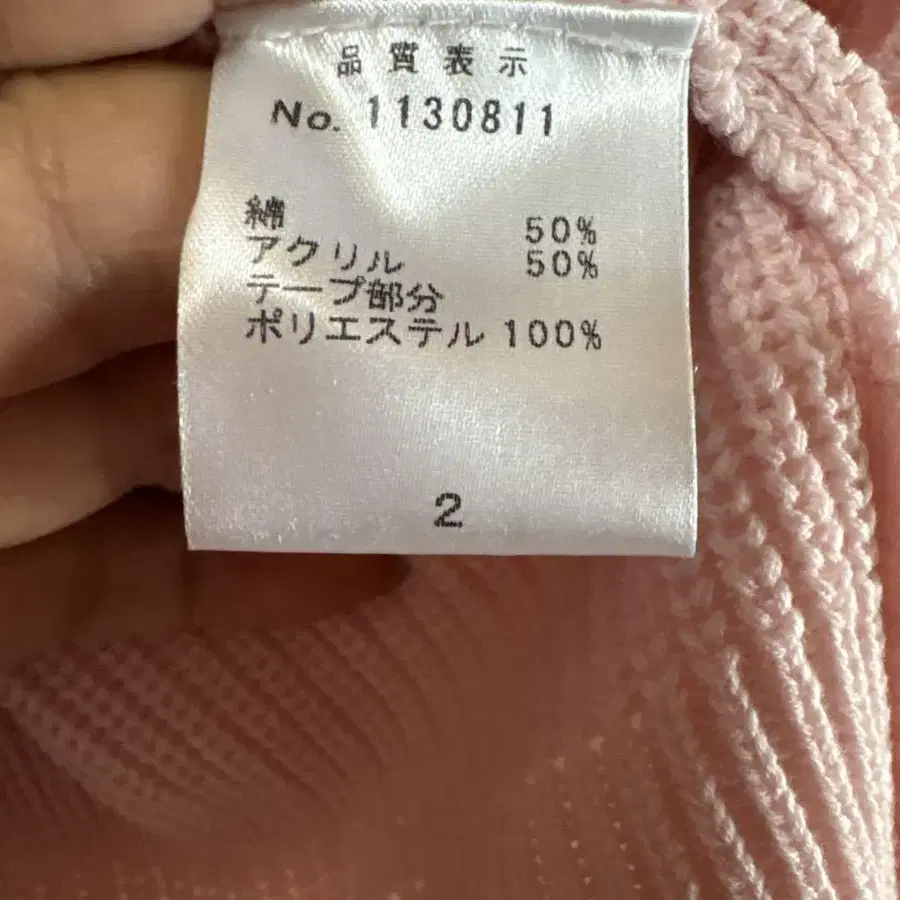 品質表示
No. 1130811
綿 50%
アクリル 50%
テープ部分
ポリエステル 100%
2